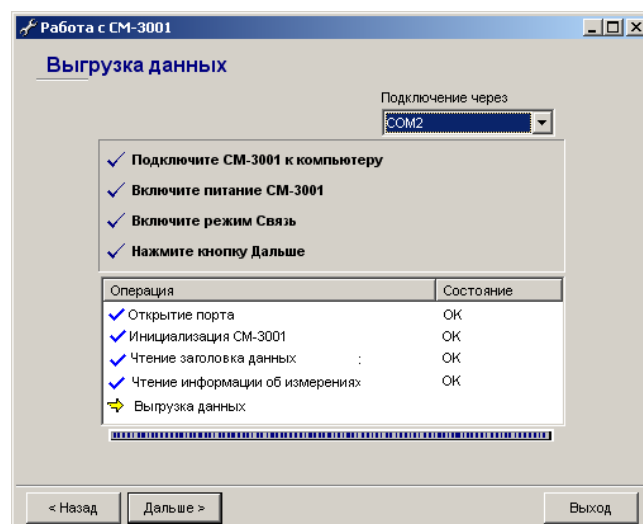 Работа с СМ-3001
Выгрузка данных
Подключение через
COM2
Подключите СМ-3001 к компьютеру
Включите питание СМ-3001
Включите режим Связь
Нажмите кнопку Дальше
Операция Состояние
Открытие порта OK
Инициализация СМ-3001 OK
Чтение заголовка данных : OK
Чтение информации об измерениях OK
Выгрузка данных
< Назад Дальше > Выход